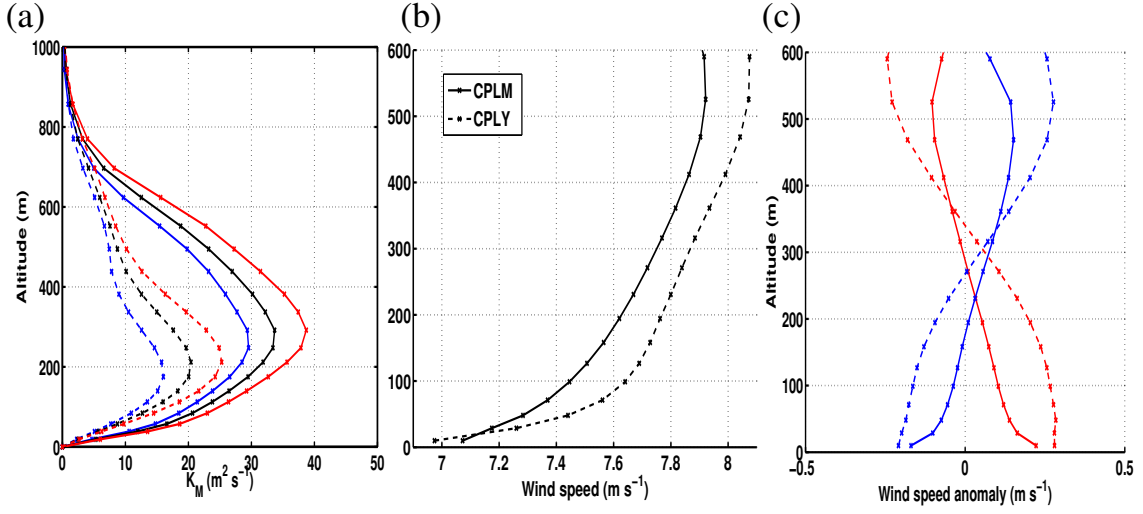 (a)
1000
800
600
400
200
0
0 10 20 30 40 50
Altitude (m)
K_M (m² s⁻¹)
(b)
600
500
400
300
200
100
0
7 7.2 7.4 7.6 7.8 8
CPLM
CPLY
Wind speed (m s⁻¹)
(c)
600
500
400
300
200
100
0
−0.5 0 0.5
Altitude (m)
Wind speed anomaly (m s⁻¹)